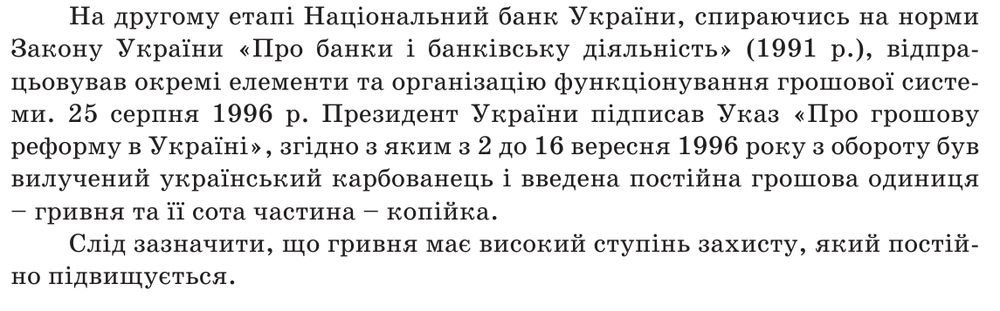 На другому етапі Національний банк України, спираючись на норми
Закону України «Про банки і банківську діяльність» (1991 р.), відпра-
цьовував окремі елементи та організацію функціонування грошової систе-
ми. 25 серпня 1996 р. Президент України підписав Указ «Про грошову
реформу в Україні», згідно з яким з 2 до 16 вересня 1996 року з обороту був
вилучений український карбованець і введена постійна грошова одиниця
– гривня та її сота частина – копійка.
Слід зазначити, що гривня має високий ступінь захисту, який постій-
но підвищується.